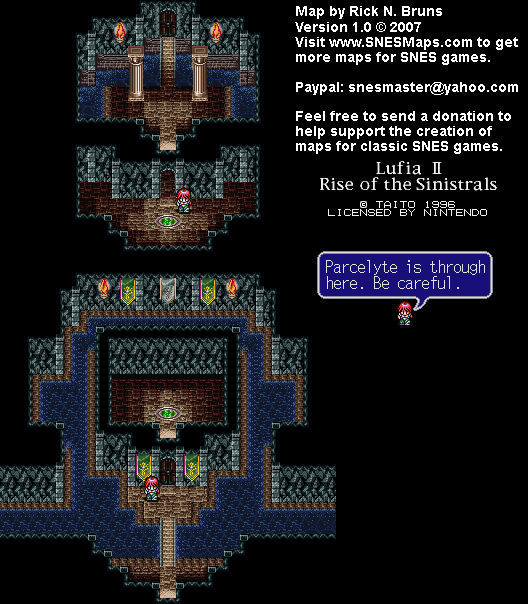 Map by Rick N. Bruns
Version 1.0 © 2007
Visit www.SNESMaps.com to get
more maps for SNES games.
Paypal: snesmaster@yahoo.com
Feel free to send a donation to
help support the creation of
maps for classic SNES games.
Lufia II
Rise of the Sinistrals
© TAITO 1996
LICENSED BY NINTENDO
Parcelyte is through
here. Be careful.